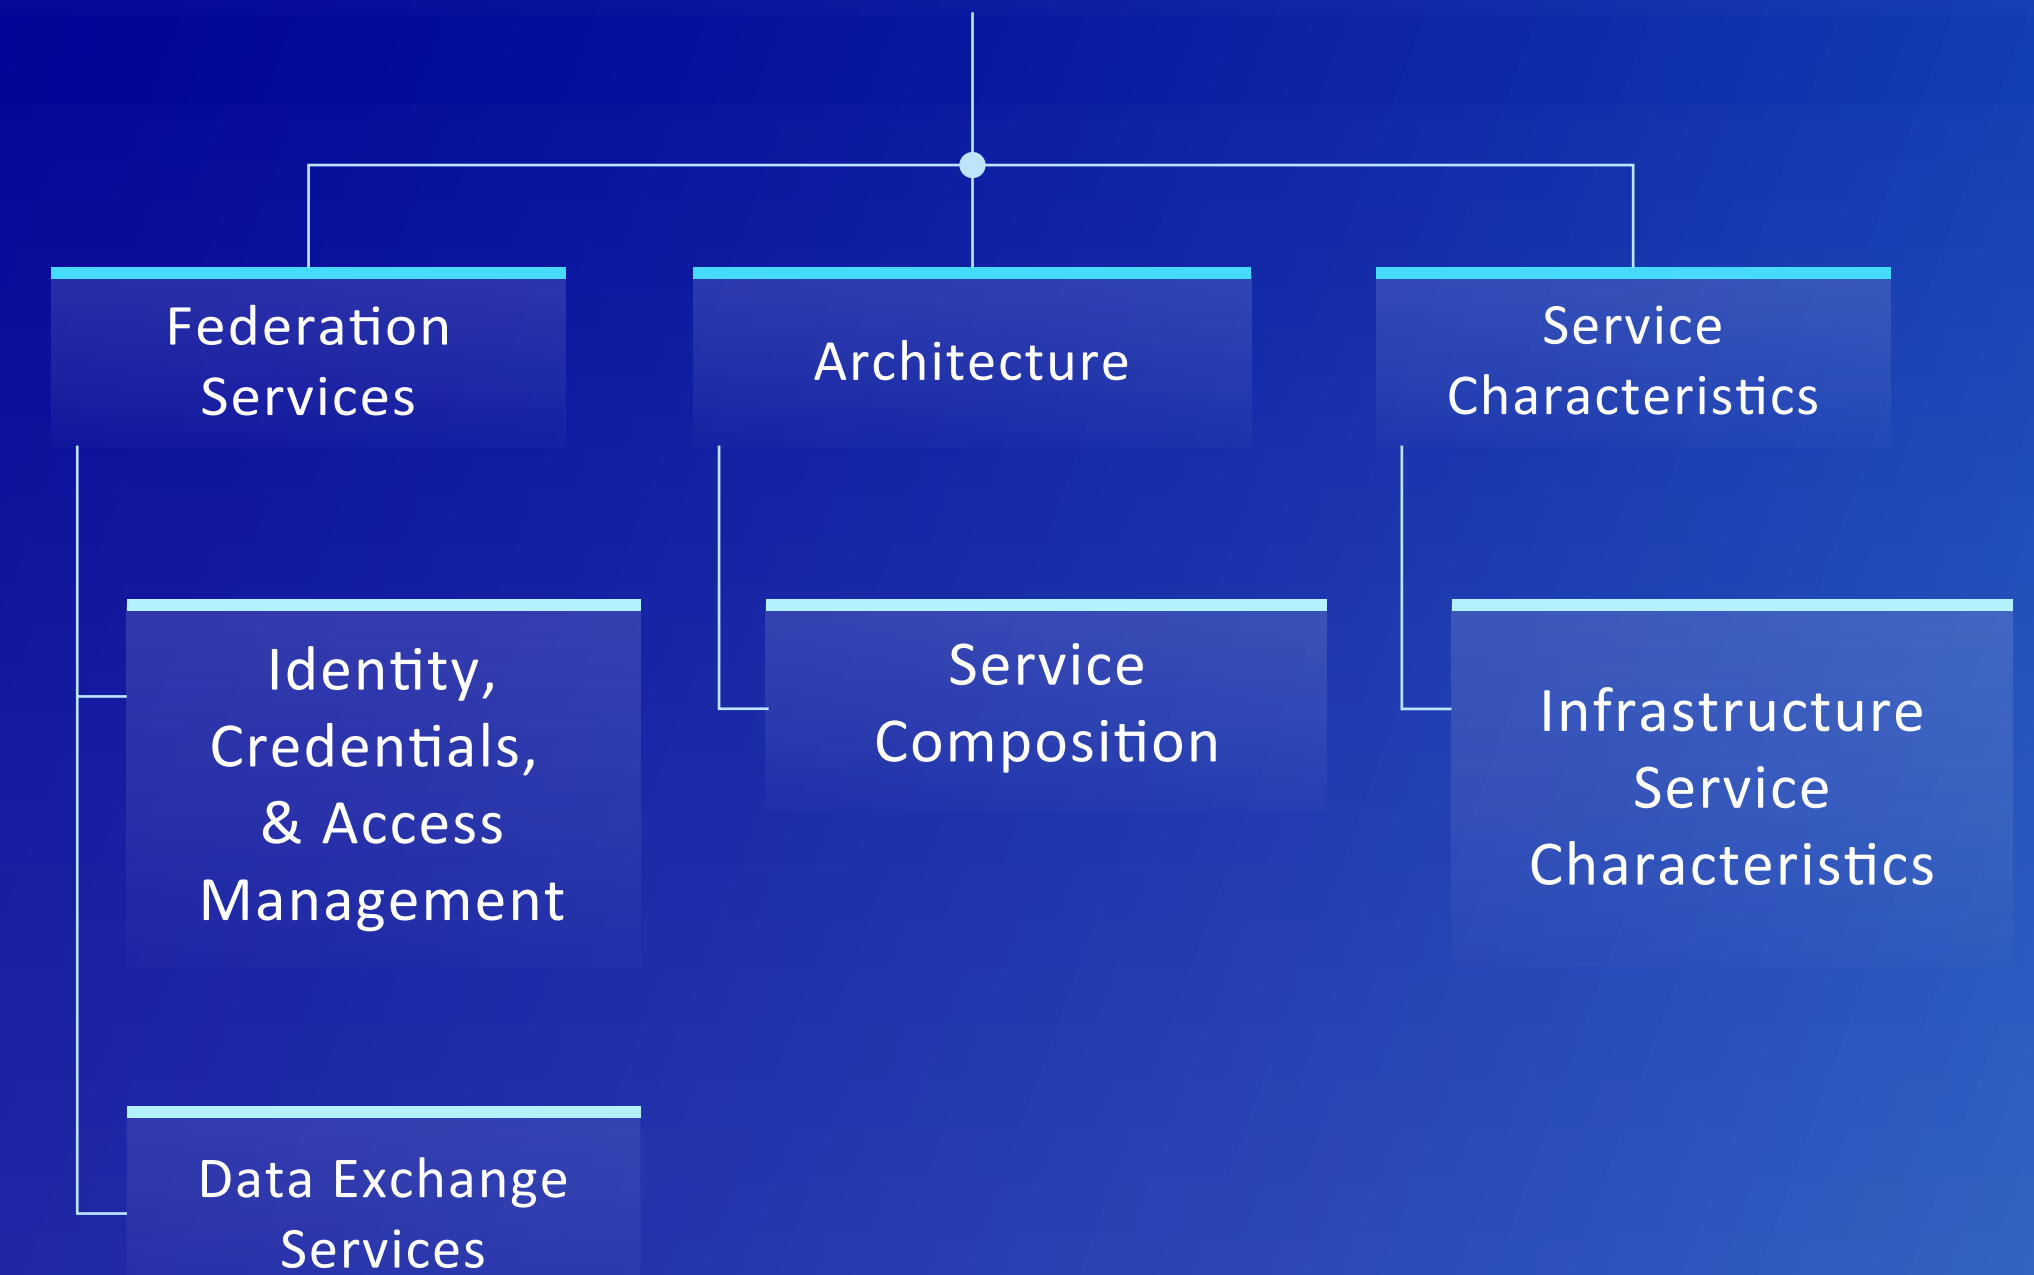 Federation
Services
Architecture
Service
Characteristics
Identity,
Credentials,
& Access
Management
Service
Composition
Infrastructure
Service
Characteristics
Data Exchange
Services